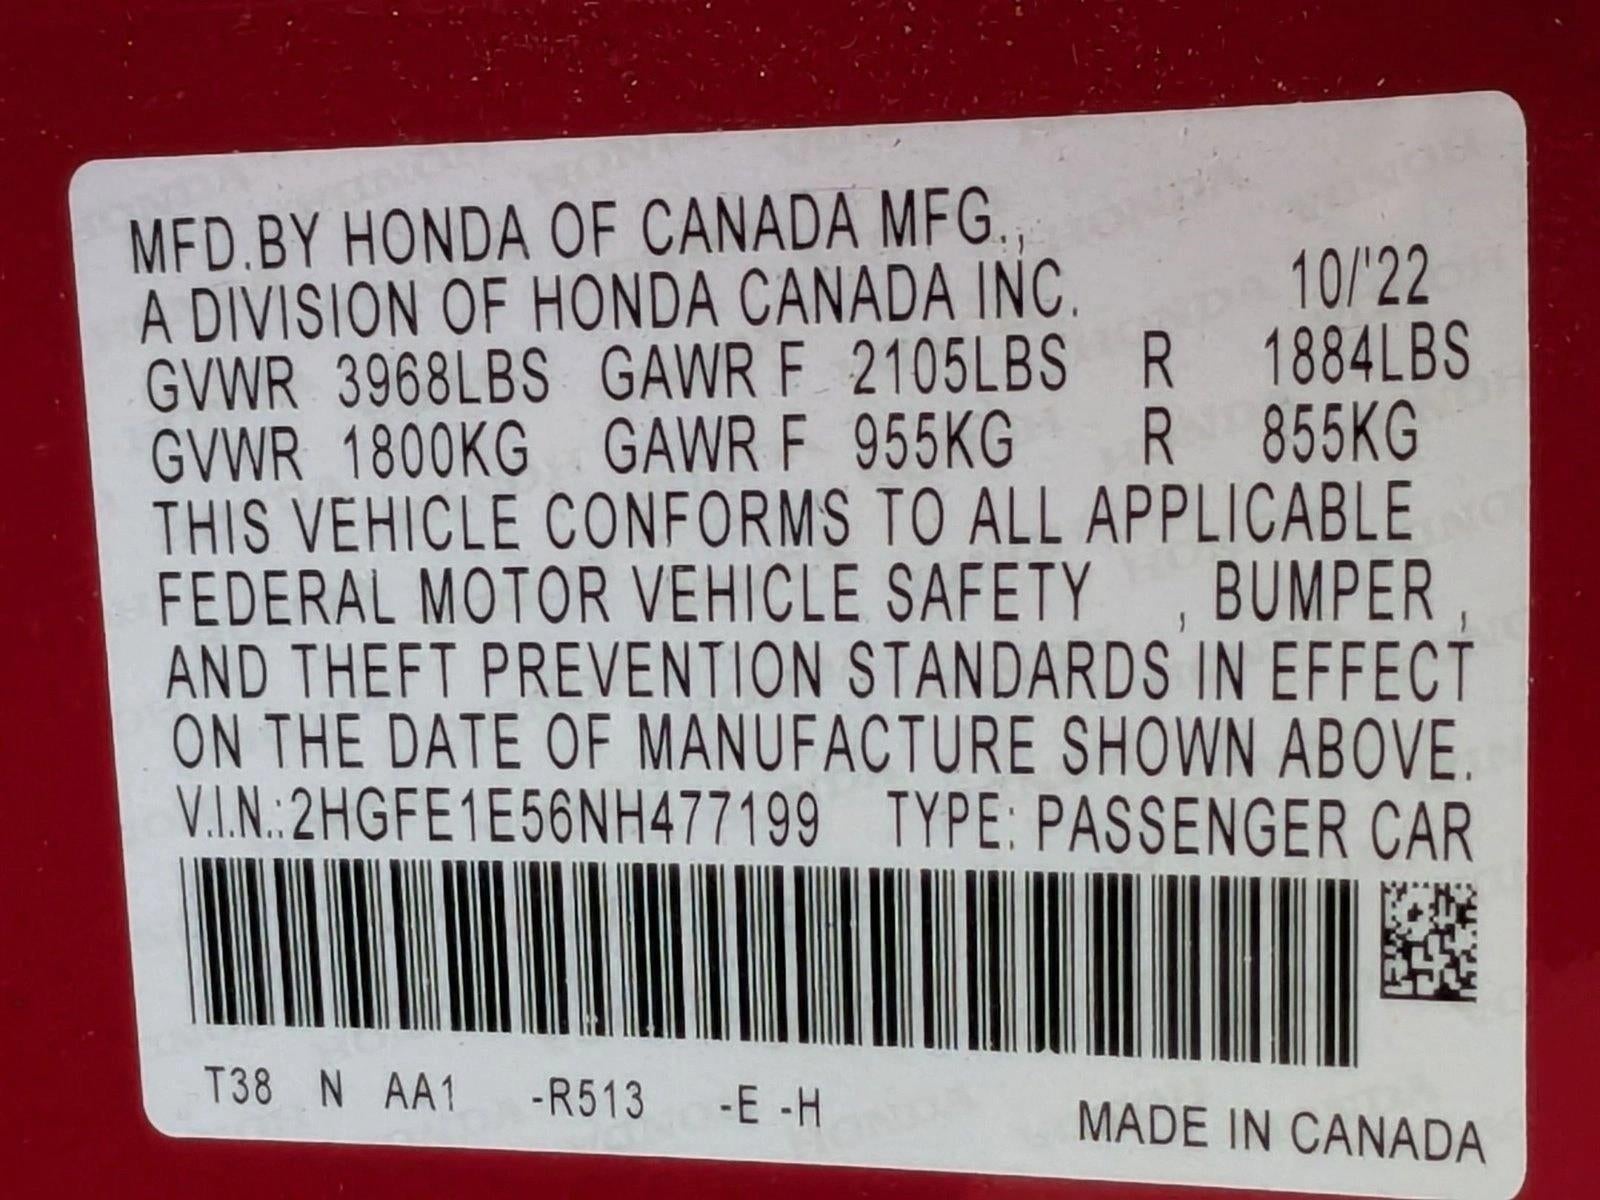 MFD.BY HONDA OF CANADA MFG.,
A DIVISION OF HONDA CANADA INC. 10/'22
GVWR 3968LBS GAWR F 2105LBS R 1884LBS
GVWR 1800KG GAWR F 955KG R 855KG
THIS VEHICLE CONFORMS TO ALL APPLICABLE
FEDERAL MOTOR VEHICLE SAFETY , BUMPER ,
AND THEFT PREVENTION STANDARDS IN EFFECT
ON THE DATE OF MANUFACTURE SHOWN ABOVE.
V.I.N.:2HGFE1E56NH477199 TYPE: PASSENGER CAR
T38 N AA1 -R513 -E -H
MADE IN CANADA